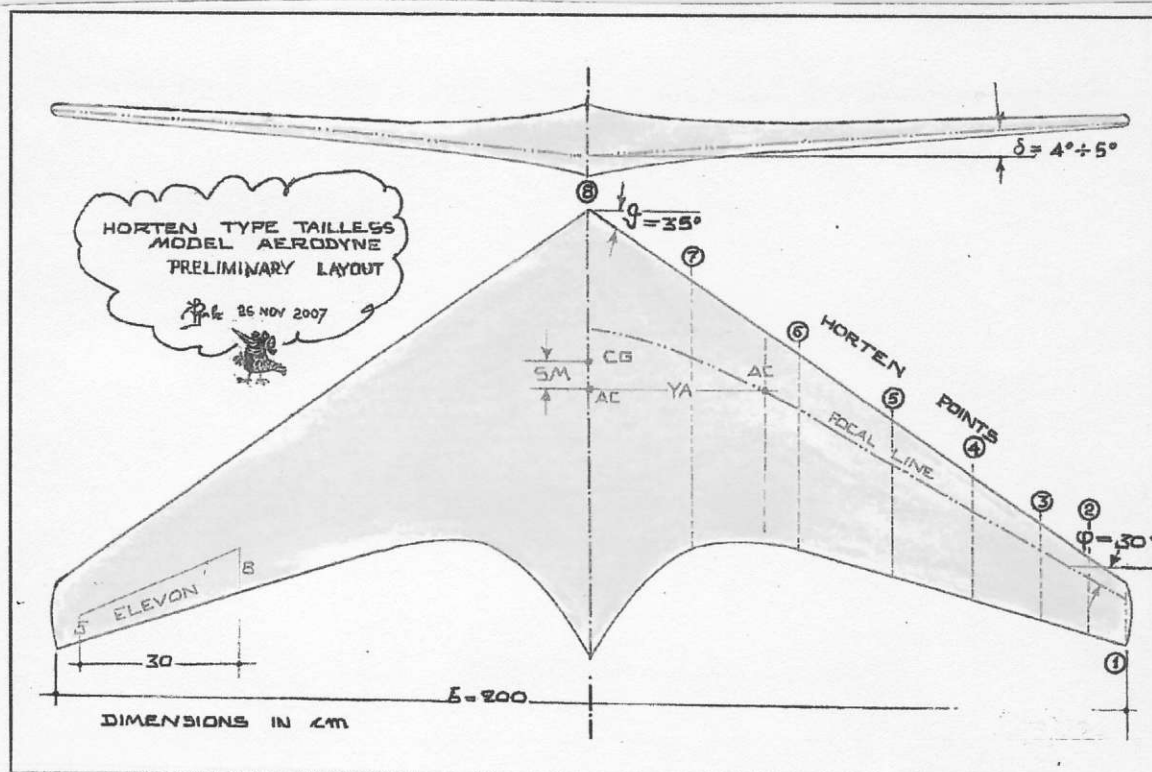 δ = 4°÷5°
HORTEN TYPE TAILLESS
MODEL AERODYNE
PRELIMINARY LAYOUT
26 NOV 2007
8
= 35°
7
6
HORTEN POINTS
5
4
3
2
φ = 30°
CG
SM
AC
YA
AC
FOCAL LINE
ELEVON
5
8
30
1
= 200
DIMENSIONS IN cm